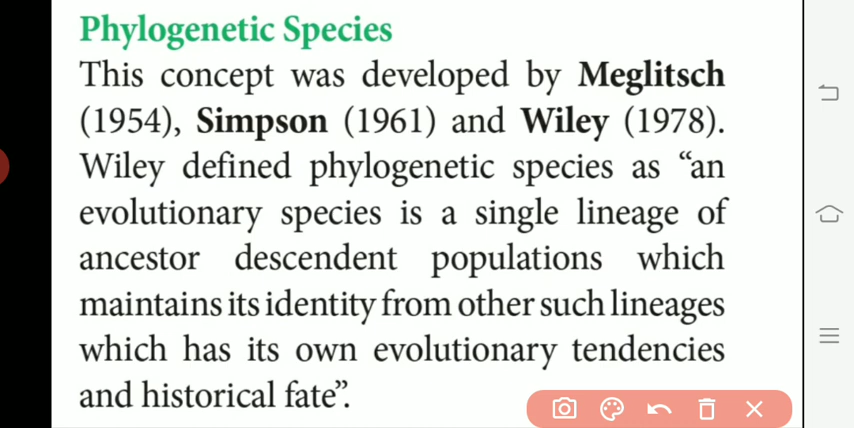 Phylogenetic Species
This concept was developed by Meglitsch
(1954), Simpson (1961) and Wiley (1978).
Wiley defined phylogenetic species as “an
evolutionary species is a single lineage of
ancestor descendent populations which
maintains its identity from other such lineages
which has its own evolutionary tendencies
and historical fate”.